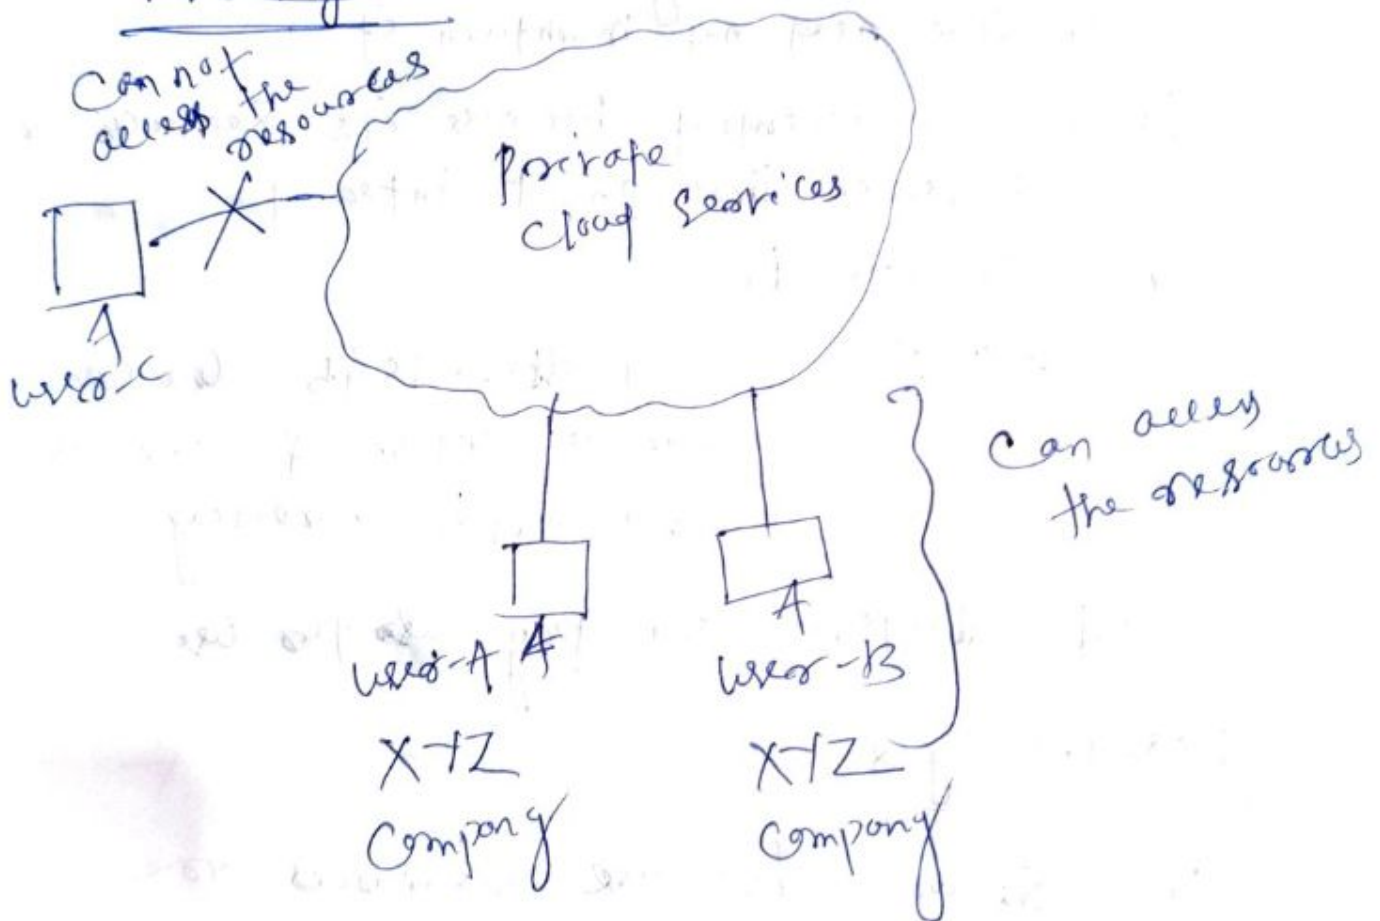 Can not
access the
resources
Private
Cloud Services
user-C
Can access
the resources
user-A
user-B
XYZ
XYZ
Company
Company